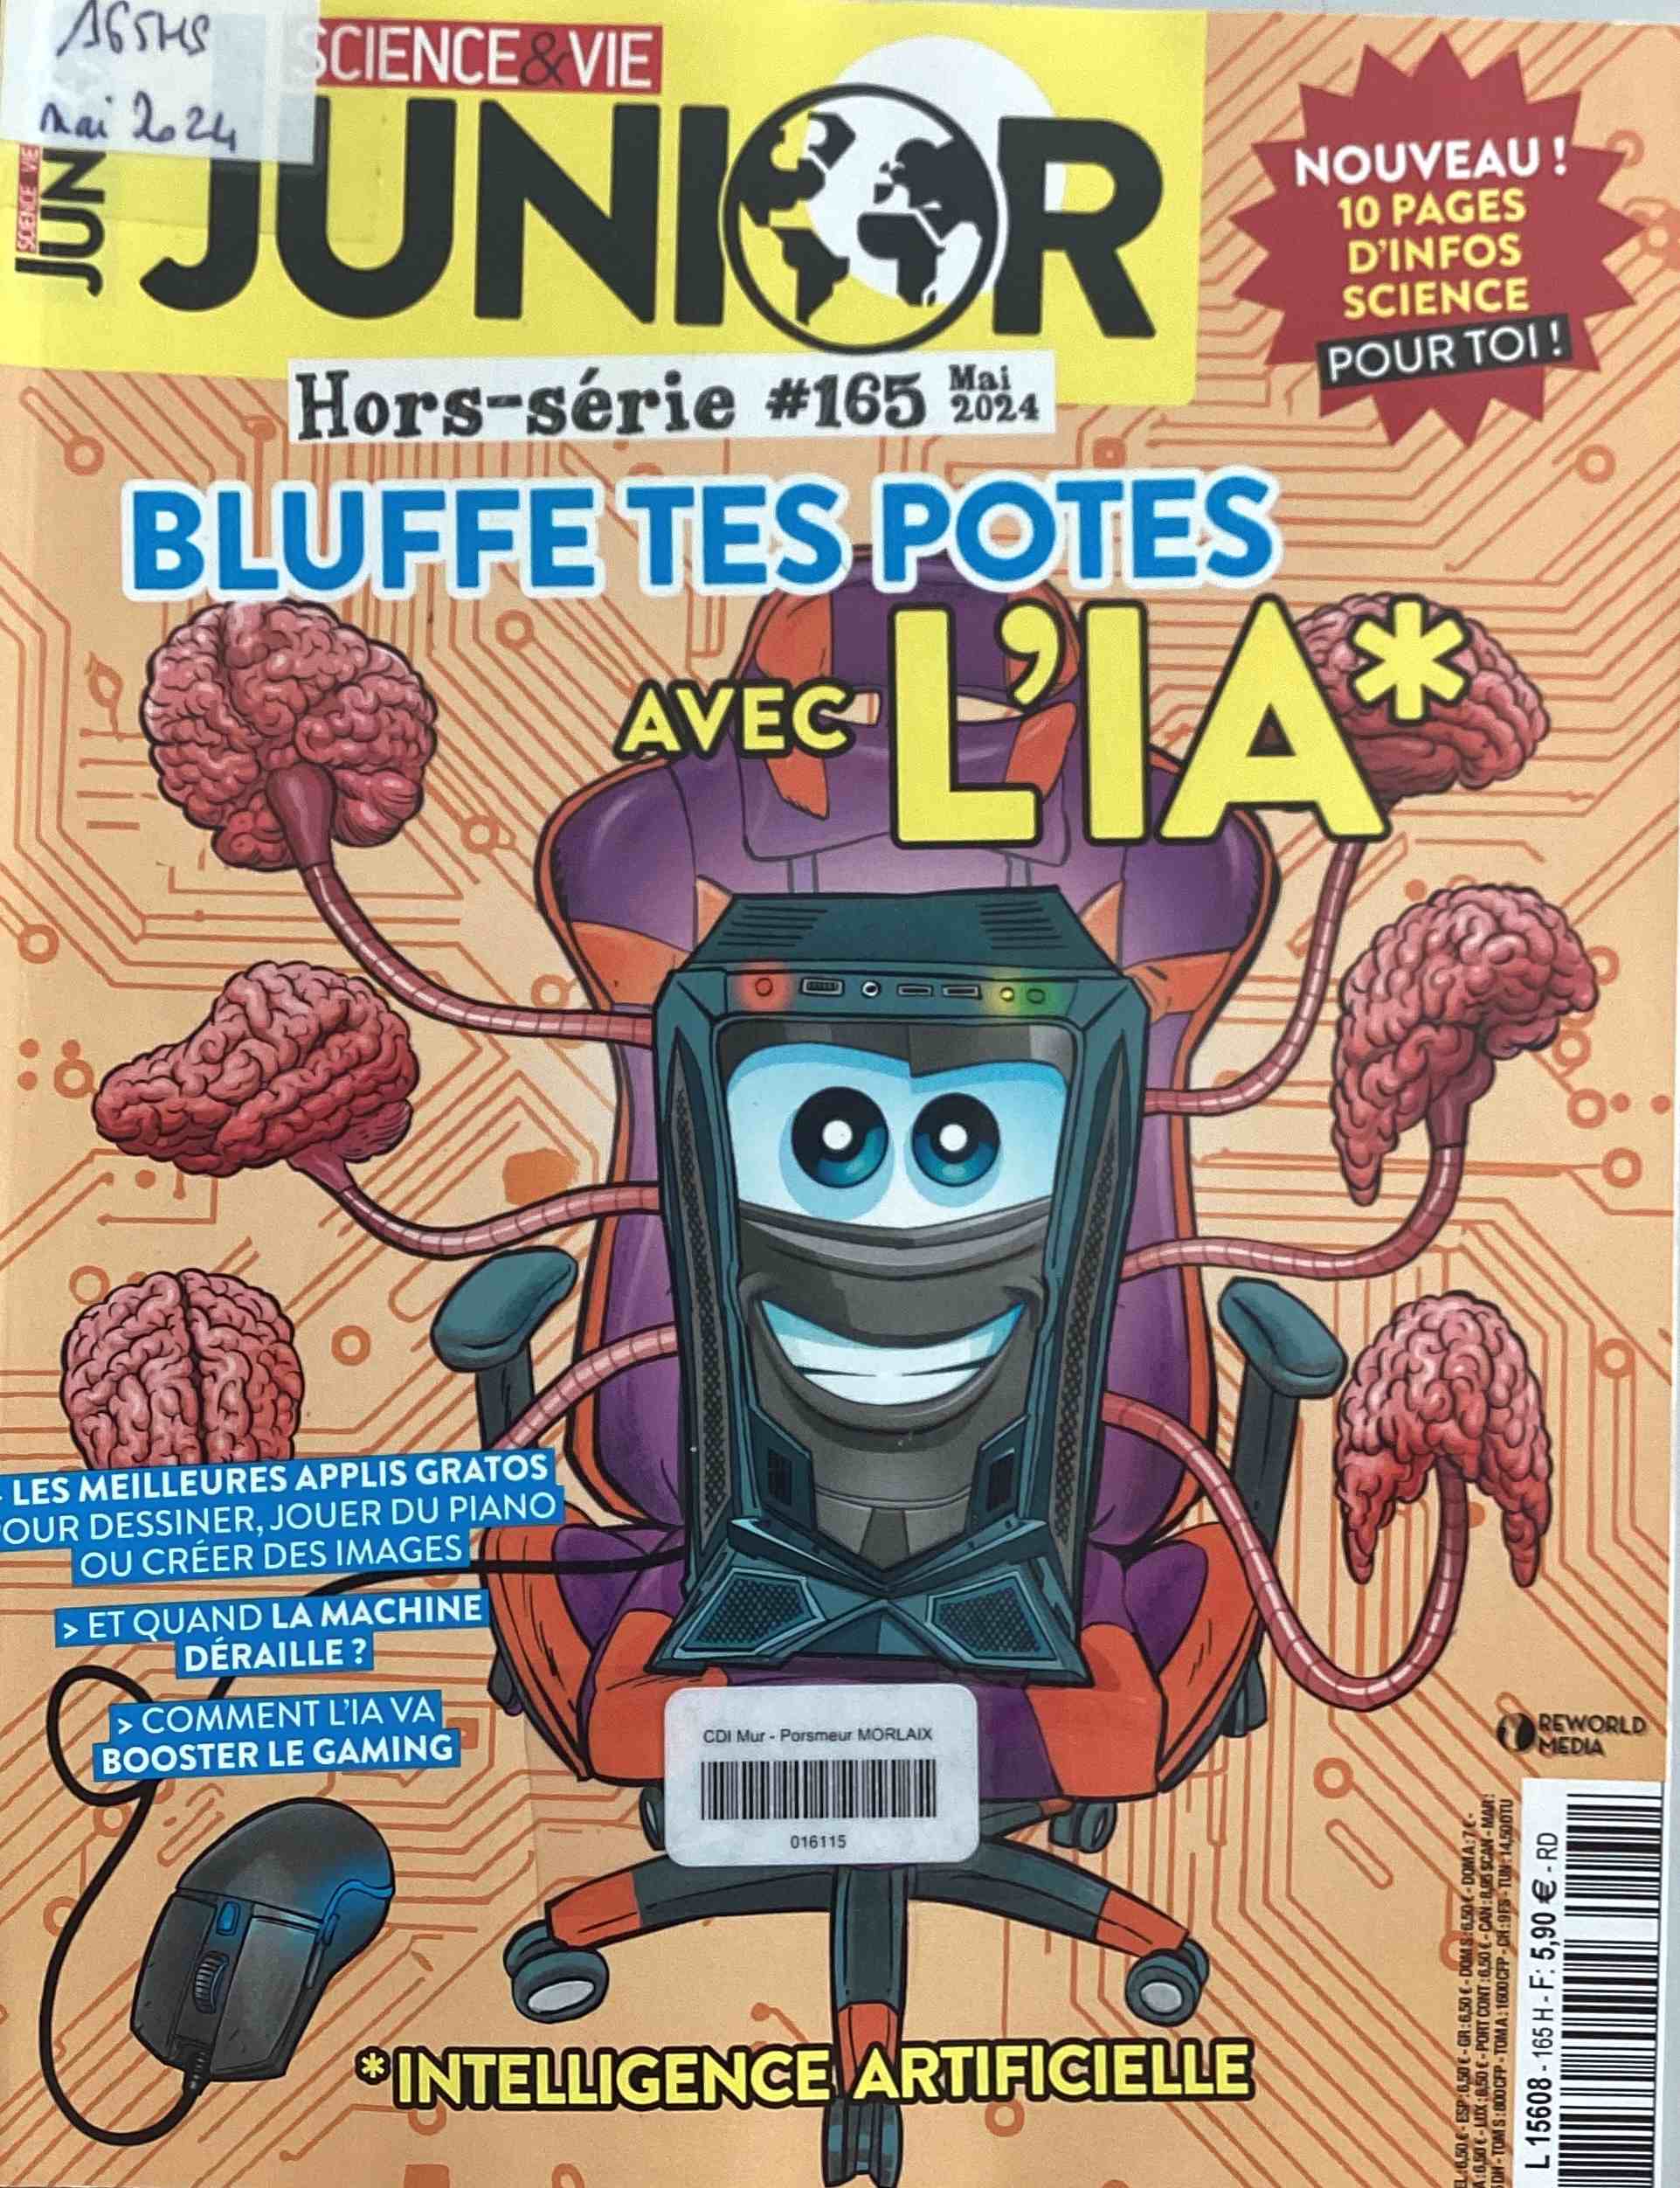 165HS
mai 2024
SCIENCE&VIE
JUNIOR
SCIENCE VIE
JUN
Hors-série #165 Mai 2024
NOUVEAU !
10 PAGES
D'INFOS
SCIENCE
POUR TOI !
BLUFFE TES POTES
AVEC L'IA*
LES MEILLEURES APPLIS GRATOS
OUR DESSINER, JOUER DU PIANO
OU CRÉER DES IMAGES
> ET QUAND LA MACHINE
DÉRAILLE ?
> COMMENT L'IA VA
BOOSTER LE GAMING
CDI Mur - Porsmeur MORLAIX
016115
REWORLD
MEDIA
*INTELLIGENCE ARTIFICIELLE
L 15608 - 165 H - F: 5,90 € - RD